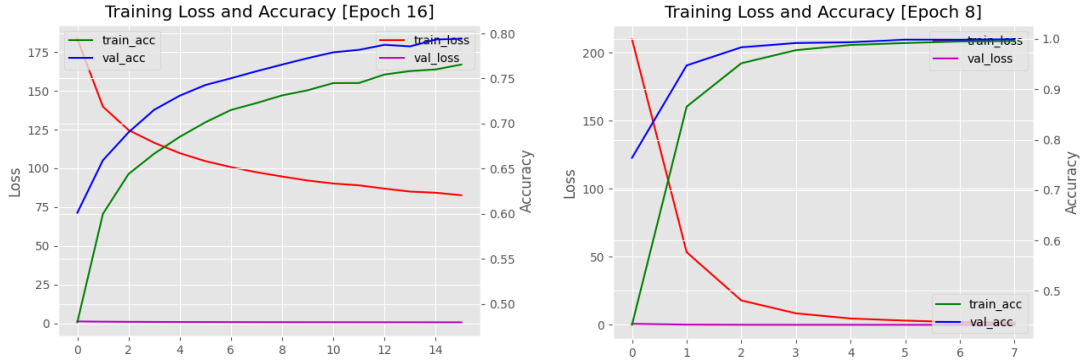 Training Loss and Accuracy [Epoch 16]
train_acc
val_acc
train_loss
val_loss
Loss
175
150
125
100
75
50
25
0
0.80
0.75
0.70
0.65
0.60
0.55
0.50
Accuracy
0 2 4 6 8 10 12 14
Training Loss and Accuracy [Epoch 8]
train_loss
val_loss
train_acc
val_acc
Loss
200
150
100
50
0
1.0
0.9
0.8
0.7
0.6
0.5
Accuracy
0 1 2 3 4 5 6 7